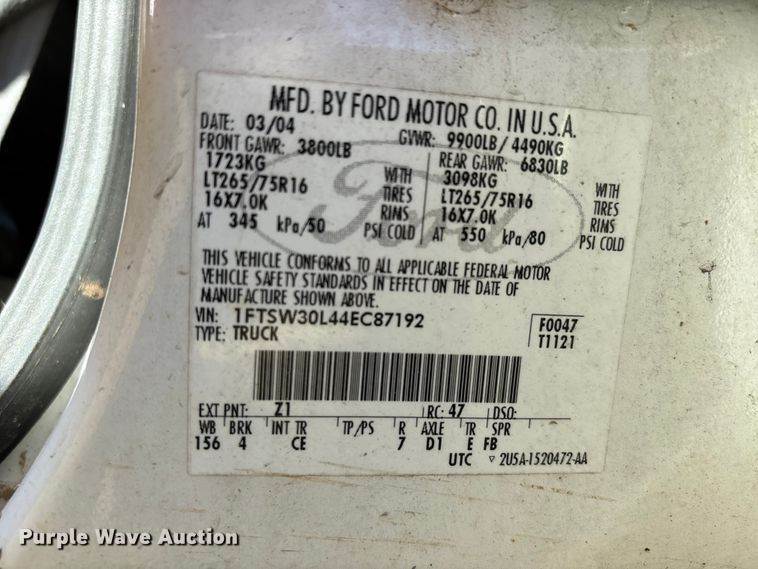 MFD. BY FORD MOTOR CO. IN U.S.A.
DATE: 03/04 GVWR: 9900LB/ 4490KG
FRONT GAWR: 3800LB REAR GAWR: 6830LB
1723KG WITH 3098KG WITH
LT265/75R16 TIRES LT265/75R16 TIRES
16X7.0K RIMS 16X7.0K RIMS
AT 345 kPa/50 PSI COLD AT 550 kPa/80 PSI COLD
Ford
THIS VEHICLE CONFORMS TO ALL APPLICABLE FEDERAL MOTOR
VEHICLE SAFETY STANDARDS IN EFFECT ON THE DATE OF
MANUFACTURE SHOWN ABOVE.
VIN: 1FTSW30L44EC87192 F0047
TYPE: TRUCK T1121
EXT PNT: Z1 RC: 47 DSO:
WB BRK INT TR TP/PS R AXLE TR SPR
156 4 CE 7 D1 E FB
UTC ▽ 2U5A-1520472-AA
Purple Wave Auction